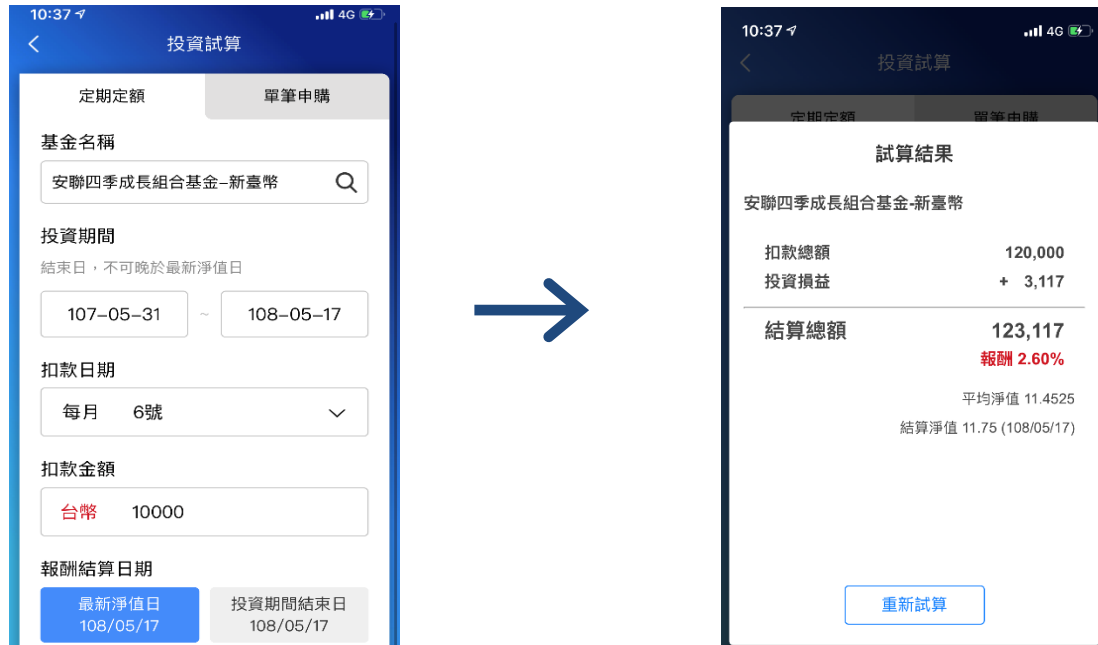 10:37
4G
投資試算
定期定額
單筆申購
基金名稱
安聯四季成長組合基金–新臺幣
投資期間
結束日，不可晚於最新淨值日
107–05–31 ~ 108–05–17
扣款日期
每月 6號
扣款金額
台幣 10000
報酬結算日期
最新淨值日
108/05/17
投資期間結束日
108/05/17
10:37
4G
投資試算
定期定額
單筆申購
試算結果
安聯四季成長組合基金-新臺幣
扣款總額 120,000
投資損益 + 3,117
結算總額 123,117
報酬 2.60%
平均淨值 11.4525
結算淨值 11.75 (108/05/17)
重新試算